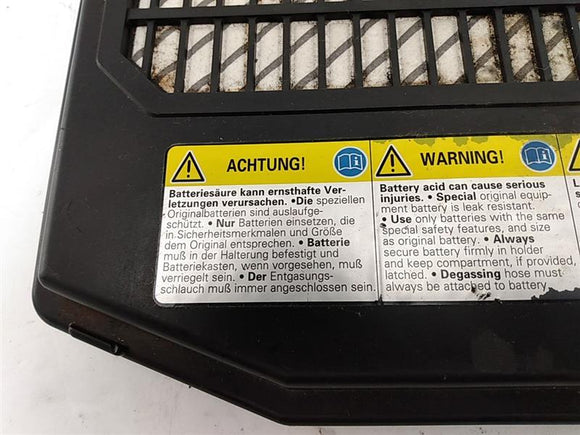 ACHTUNG!
Batteriesäure kann ernsthafte Ver-
letzungen verursachen. •Die speziellen
Originalbatterien sind auslaufge-
schützt. • Nur Batterien einsetzen, die
in Sicherheitsmerkmalen und Größe
dem Original entsprechen. • Batterie
muß in der Halterung befestigt und
Batteriekasten, wenn vorgesehen, muß
verriegelt sein. • Der Entgasungs-
schlauch muß immer angeschlossen sein.
WARNING!
Battery acid can cause serious
injuries. • Special original equip-
ment battery is leak resistant.
• Use only batteries with the same
special safety features, and size
as original battery. • Always
secure battery firmly in holder
and keep compartment, if provided,
latched. • Degassing hose must
always be attached to battery